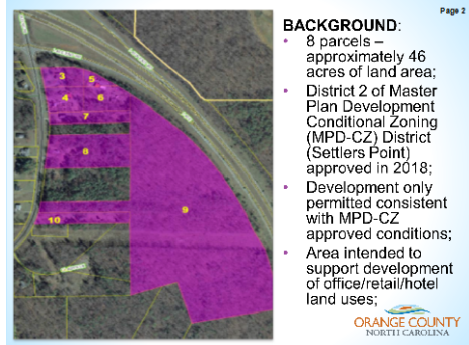 Page 2
BACKGROUND:
• 8 parcels –
approximately 46
acres of land area;
• District 2 of Master
Plan Development
Conditional Zoning
(MPD-CZ) District
(Settlers Point)
approved in 2018;
• Development only
permitted consistent
with MPD-CZ
approved conditions;
• Area intended to
support development
of office/retail/hotel
land uses;
3
5
4
6
7
8
9
10
ORANGE COUNTY
NORTH CAROLINA